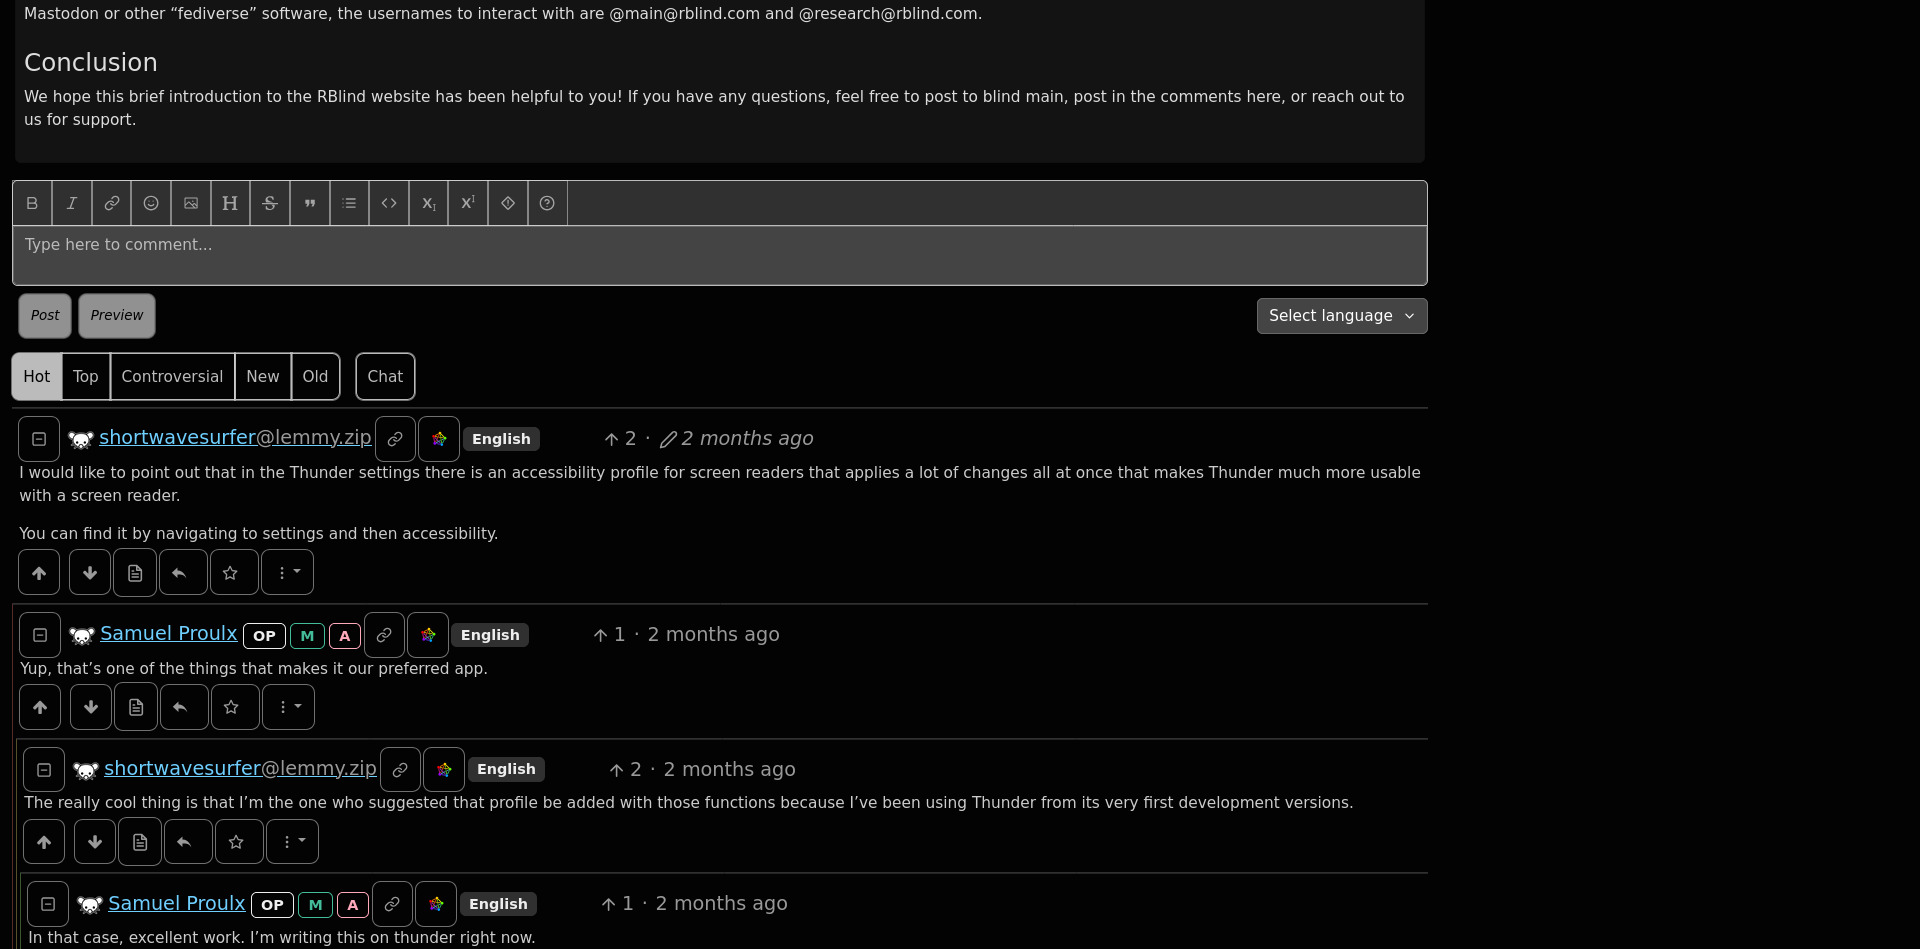 Mastodon or other “fediverse” software, the usernames to interact with are @main@rblind.com and @research@rblind.com.
Conclusion
We hope this brief introduction to the RBlind website has been helpful to you! If you have any questions, feel free to post to blind main, post in the comments here, or reach out to
us for support.
Type here to comment...
Post Preview Select language
Hot Top Controversial New Old Chat
shortwavesurfer@lemmy.zip English 2 · 2 months ago
I would like to point out that in the Thunder settings there is an accessibility profile for screen readers that applies a lot of changes all at once that makes Thunder much more usable
with a screen reader.
You can find it by navigating to settings and then accessibility.
Samuel Proulx OP M A English 1 · 2 months ago
Yup, that’s one of the things that makes it our preferred app.
shortwavesurfer@lemmy.zip English 2 · 2 months ago
The really cool thing is that I’m the one who suggested that profile be added with those functions because I’ve been using Thunder from its very first development versions.
Samuel Proulx OP M A English 1 · 2 months ago
In that case, excellent work. I’m writing this on thunder right now.